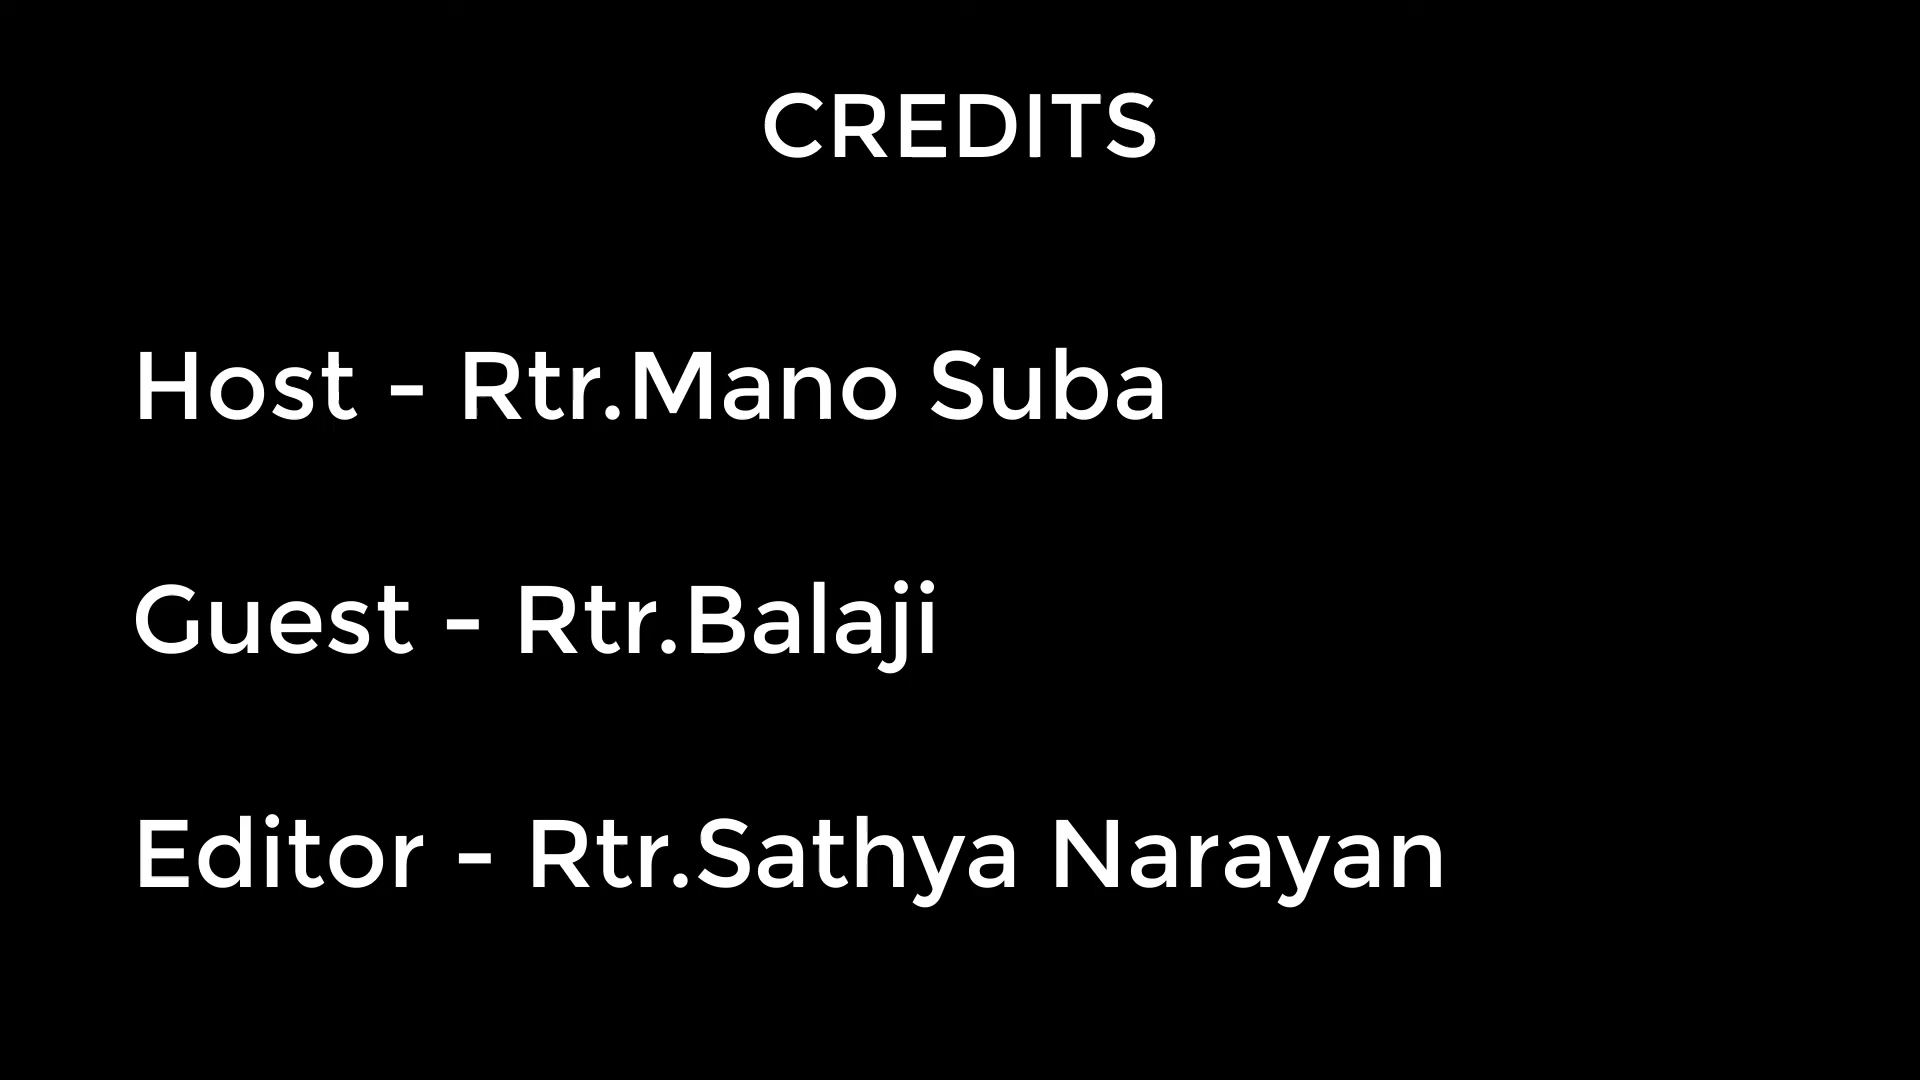 CREDITS
Host - Rtr.Mano Suba
Guest - Rtr.Balaji
Editor - Rtr.Sathya Narayan